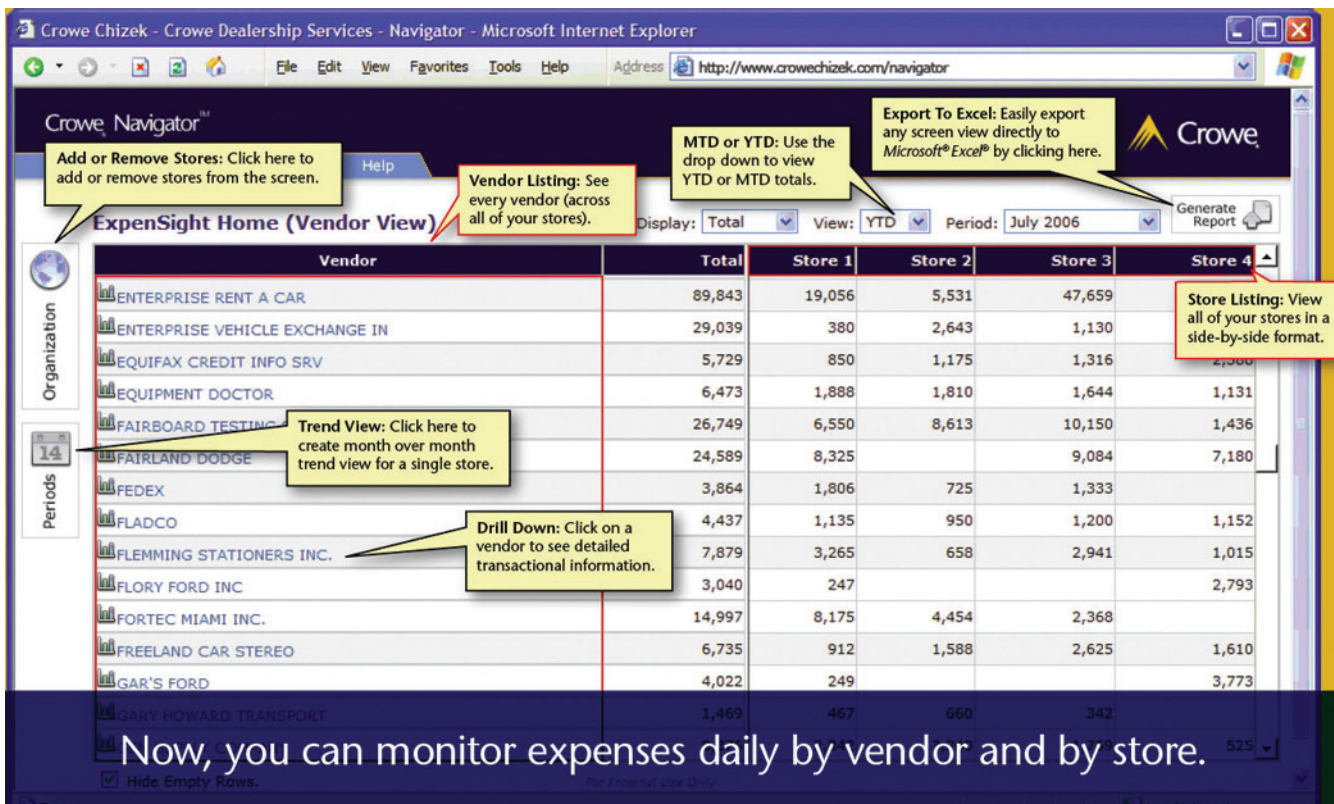 Crowe Chizek - Crowe Dealership Services - Navigator - Microsoft Internet Explorer
File Edit View Favorites Tools Help Address http://www.crowechizek.com/navigator
Crowe Navigator™
Crowe
Help
Add or Remove Stores: Click here to
add or remove stores from the screen.
Vendor Listing: See
every vendor (across
all of your stores).
MTD or YTD: Use the
drop down to view
YTD or MTD totals.
Export To Excel: Easily export
any screen view directly to
Microsoft® Excel® by clicking here.
ExpenSight Home (Vendor View)
Display: Total View: YTD Period: July 2006
Generate
Report
Organization
14
Periods
Vendor Total Store 1 Store 2 Store 3 Store 4
Store Listing: View
all of your stores in a
side-by-side format.
ENTERPRISE RENT A CAR 89,843 19,056 5,531 47,659
ENTERPRISE VEHICLE EXCHANGE IN 29,039 380 2,643 1,130
EQUIFAX CREDIT INFO SRV 5,729 850 1,175 1,316
EQUIPMENT DOCTOR 6,473 1,888 1,810 1,644 1,131
FAIRBOARD TESTING 26,749 6,550 8,613 10,150 1,436
FAIRLAND DODGE 24,589 8,325 9,084 7,180
Trend View: Click here to
create month over month
trend view for a single store.
FEDEX 3,864 1,806 725 1,333
FLADCO 4,437 1,135 950 1,200 1,152
FLEMMING STATIONERS INC. 7,879 3,265 658 2,941 1,015
Drill Down: Click on a
vendor to see detailed
transactional information.
FLORY FORD INC 3,040 247 2,793
FORTEC MIAMI INC. 14,997 8,175 4,454 2,368
FREELAND CAR STEREO 6,735 912 1,588 2,625 1,610
GAR'S FORD 4,022 249 3,773
GARY HOWARD TRANSPORT 1,469 467 660 342
525
Now, you can monitor expenses daily by vendor and by store.
Hide Empty Rows.
For Internal Use Only